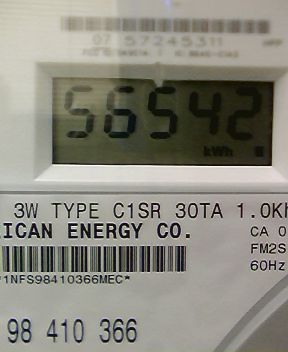 07 57245311
56542
kWh
3W TYPE C1SR 30TA 1.0Kh
ICAN ENERGY CO. CA 0
FM2S
*1NFS98410366MEC* 60Hz
98 410 366